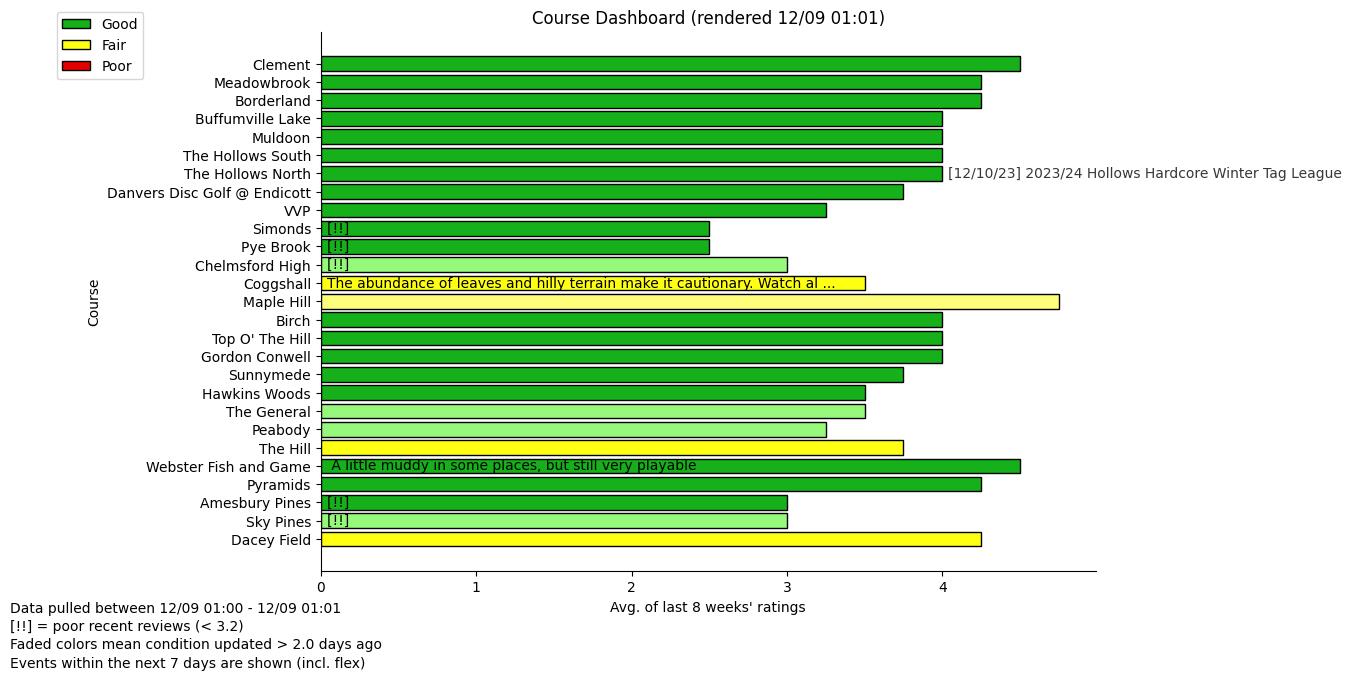 Course Dashboard (rendered 12/09 01:01)
Good
Fair
Poor
Clement
Meadowbrook
Borderland
Buffumville Lake
Muldoon
The Hollows South
The Hollows North [12/10/23] 2023/24 Hollows Hardcore Winter Tag League
Danvers Disc Golf @ Endicott
VVP
Simonds [!!]
Pye Brook [!!]
Chelmsford High [!!]
Coggshall The abundance of leaves and hilly terrain make it cautionary. Watch al ...
Maple Hill
Birch
Top O' The Hill
Gordon Conwell
Sunnymede
Hawkins Woods
The General
Peabody
The Hill
Webster Fish and Game A little muddy in some places, but still very playable
Pyramids
Amesbury Pines [!!]
Sky Pines [!!]
Dacey Field
Course
0 1 2 3 4
Avg. of last 8 weeks' ratings
Data pulled between 12/09 01:00 - 12/09 01:01
[!!] = poor recent reviews (< 3.2)
Faded colors mean condition updated > 2.0 days ago
Events within the next 7 days are shown (incl. flex)